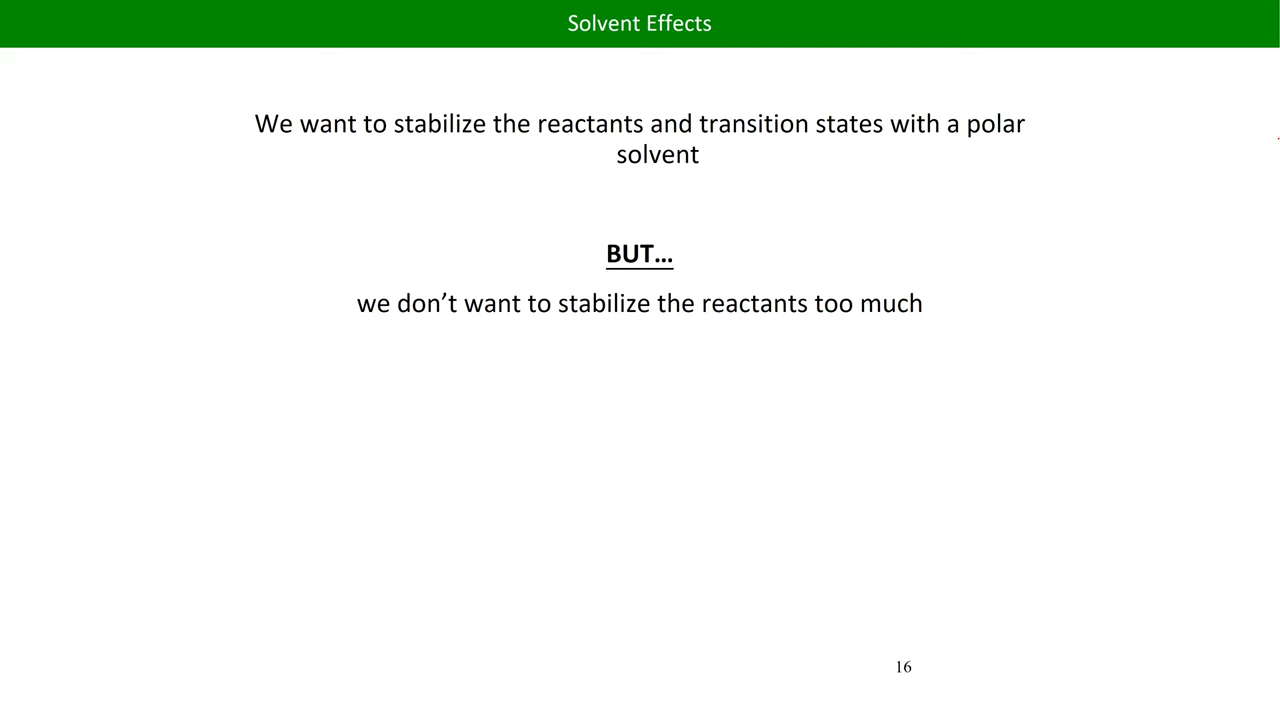 Solvent Effects
We want to stabilize the reactants and transition states with a polar
solvent
BUT…
we don’t want to stabilize the reactants too much
16